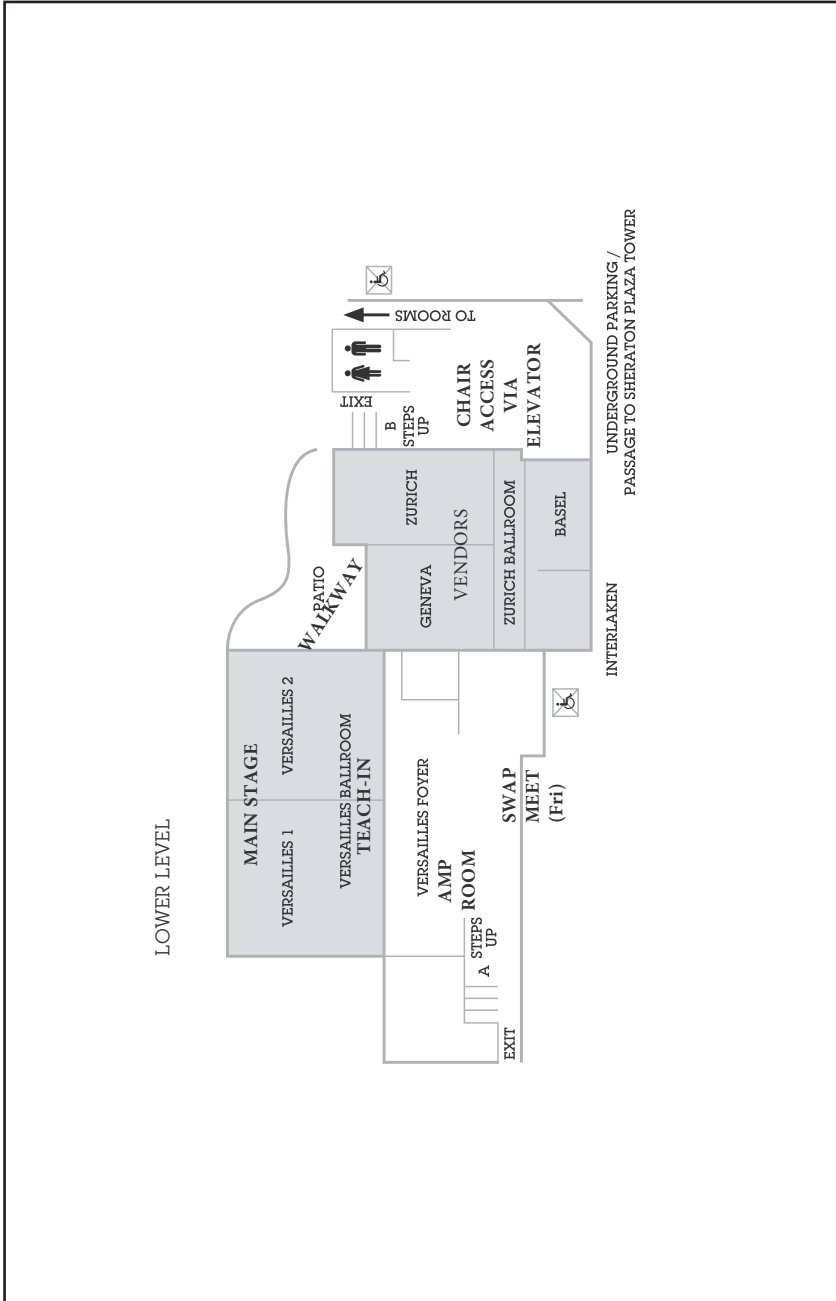 LOWER LEVEL
MAIN STAGE
VERSAILLES 1
VERSAILLES 2
VERSAILLES BALLROOM
TEACH-IN
PATIO
WALKWAY
VERSAILLES FOYER
AMP
ROOM
A
STEPS
UP
EXIT
SWAP
MEET
(Fri)
GENEVA
ZURICH
VENDORS
ZURICH BALLROOM
BASEL
INTERLAKEN
EXIT
B
STEPS
UP
TO ROOMS
CHAIR
ACCESS
VIA
ELEVATOR
UNDERGROUND PARKING /
PASSAGE TO SHERATON PLAZA TOWER